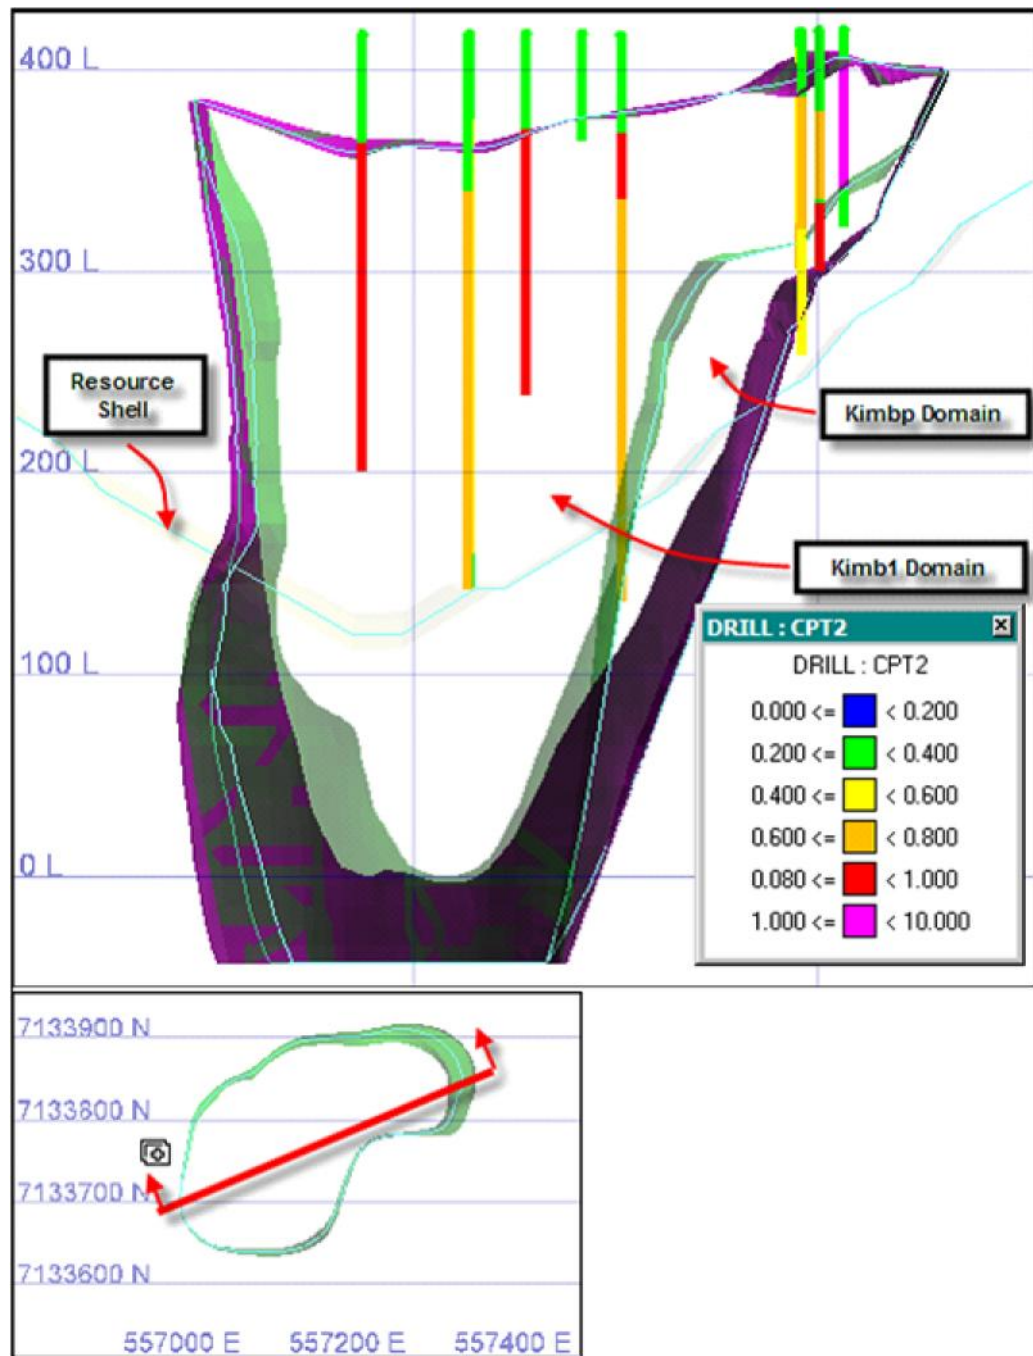 400 L
300 L
Resource
Shell
Kimbp Domain
200 L
Kimb1 Domain
DRILL : CPT2
DRILL : CPT2
0.000 <= < 0.200
0.200 <= < 0.400
0.400 <= < 0.600
0.600 <= < 0.800
0.080 <= < 1.000
1.000 <= < 10.000
100 L
0 L
7133900 N
7133800 N
7133700 N
7133600 N
557000 E 557200 E 557400 E